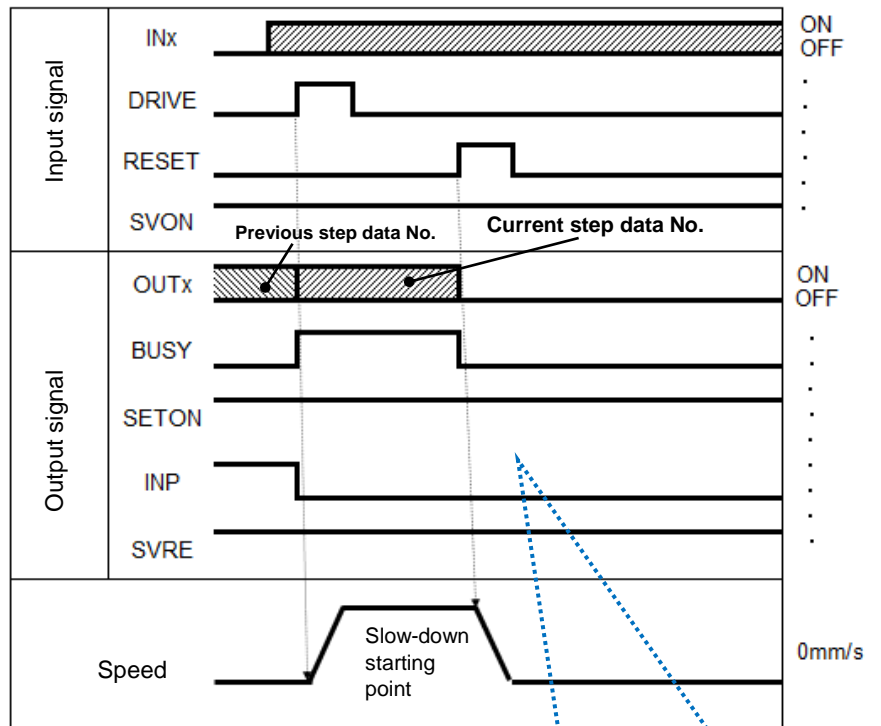 Input signal
INx
ON
OFF
DRIVE
RESET
SVON
Previous step data No.
Current step data No.
Output signal
OUTx
ON
OFF
BUSY
SETON
INP
SVRE
Speed
Slow-down
starting
point
0mm/s